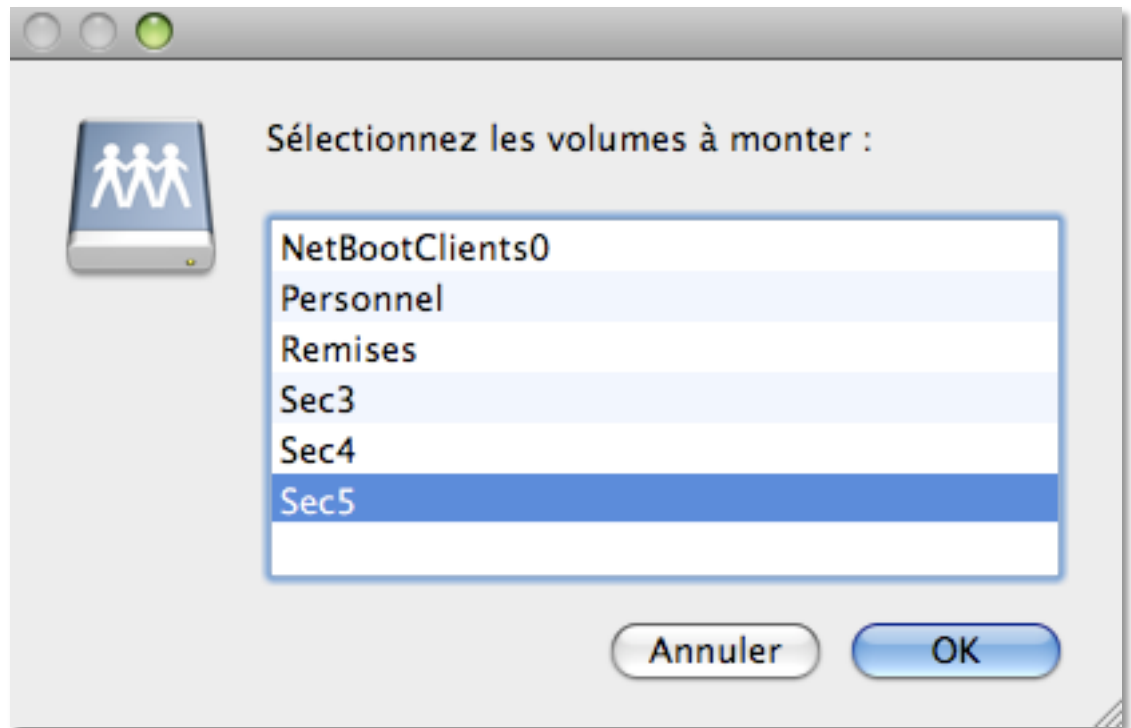 Sélectionnez les volumes à monter :
NetBootClients0
Personnel
Remises
Sec3
Sec4
Sec5
Annuler OK